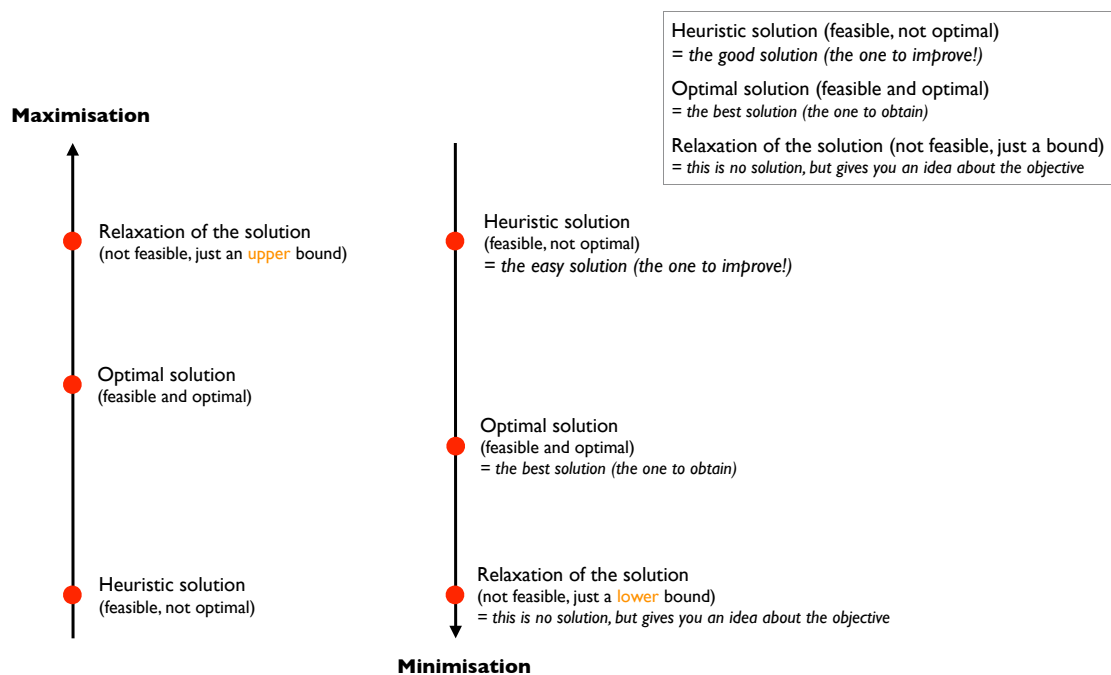 Heuristic solution (feasible, not optimal)
= the good solution (the one to improve!)
Optimal solution (feasible and optimal)
= the best solution (the one to obtain)
Relaxation of the solution (not feasible, just a bound)
= this is no solution, but gives you an idea about the objective
Maximisation
Relaxation of the solution
(not feasible, just an upper bound)
Optimal solution
(feasible and optimal)
Heuristic solution
(feasible, not optimal)
Heuristic solution
(feasible, not optimal)
= the easy solution (the one to improve!)
Optimal solution
(feasible and optimal)
= the best solution (the one to obtain)
Relaxation of the solution
(not feasible, just a lower bound)
= this is no solution, but gives you an idea about the objective
Minimisation